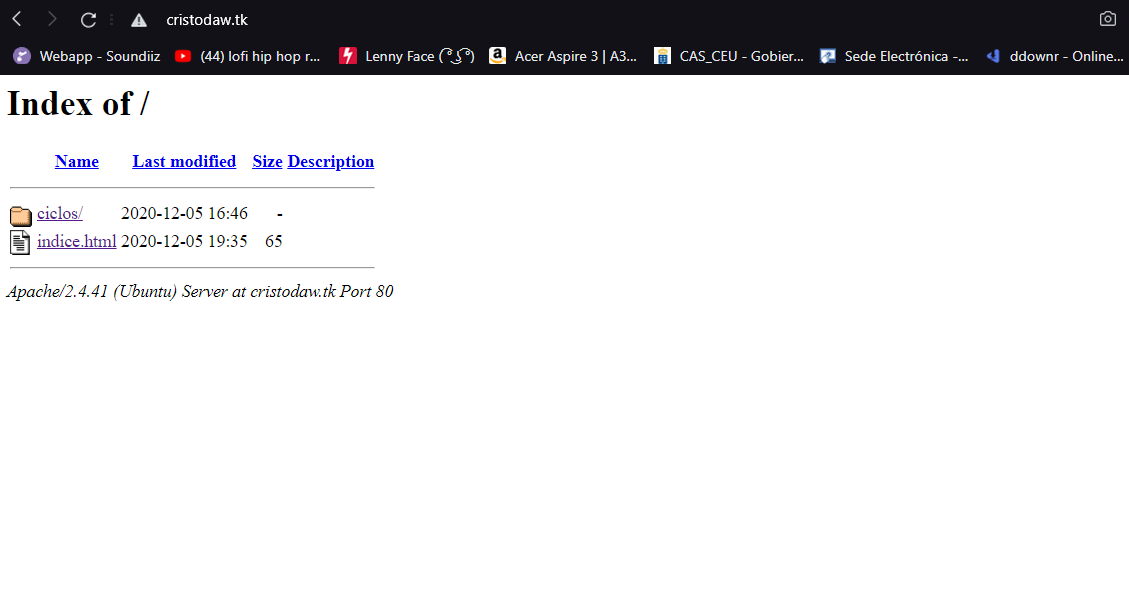 cristodaw.tk
Webapp - Soundiiz (44) lofi hip hop r... Lenny Face ( ͡° ͜ʖ ͡°) Acer Aspire 3 | A3... CAS_CEU - Gobier... Sede Electrónica -... ddownr - Online...
Index of /
Name Last modified Size Description
ciclos/ 2020-12-05 16:46 -
indice.html 2020-12-05 19:35 65
Apache/2.4.41 (Ubuntu) Server at cristodaw.tk Port 80